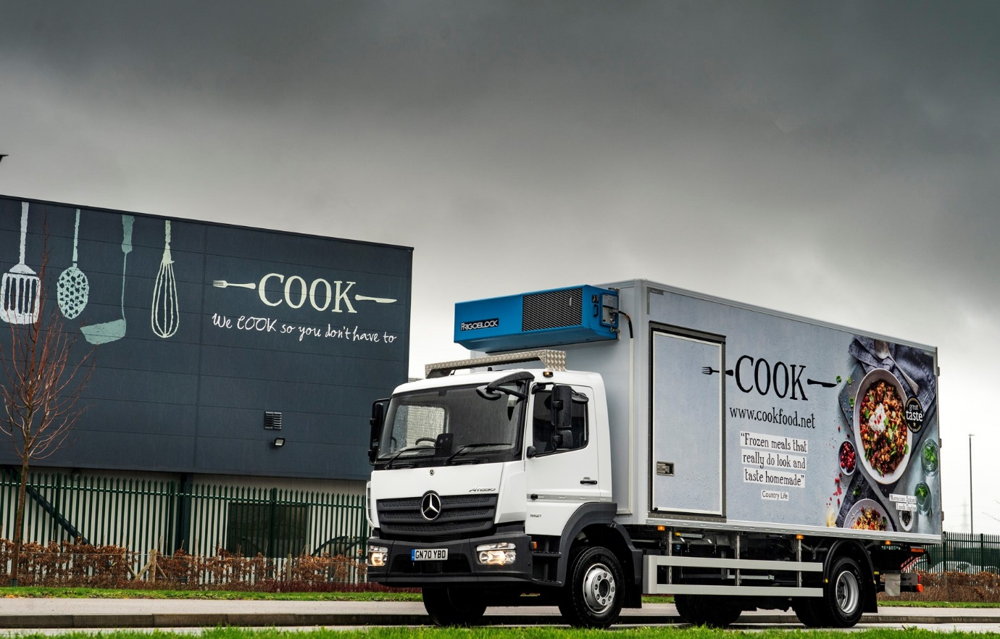 COOK
We COOK so you don't have to
FRIGOBLOCK
COOK
www.cookfood.net
"Frozen meals that
really do look and
taste homemade"
Country Life
great
taste
ATEGO
GN70 YBD